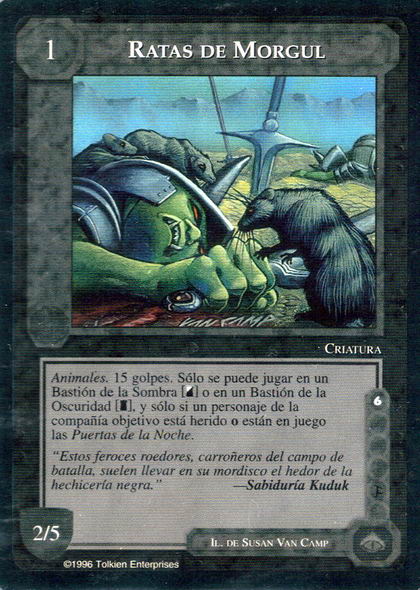 1
RATAS DE MORGUL
VAN CAMP
CRIATURA
Animales. 15 golpes. Sólo se puede jugar en un
Bastión de la Sombra [] o en un Bastión de la
Oscuridad [], y sólo si un personaje de la
compañía objetivo está herido o están en juego
las Puertas de la Noche.
6
“Estos feroces roedores, carroñeros del campo de
batalla, suelen llevar en su mordisco el hedor de la
hechicería negra.” —Sabiduría Kuduk
2/5
IL. DE SUSAN VAN CAMP
©1996 Tolkien Enterprises